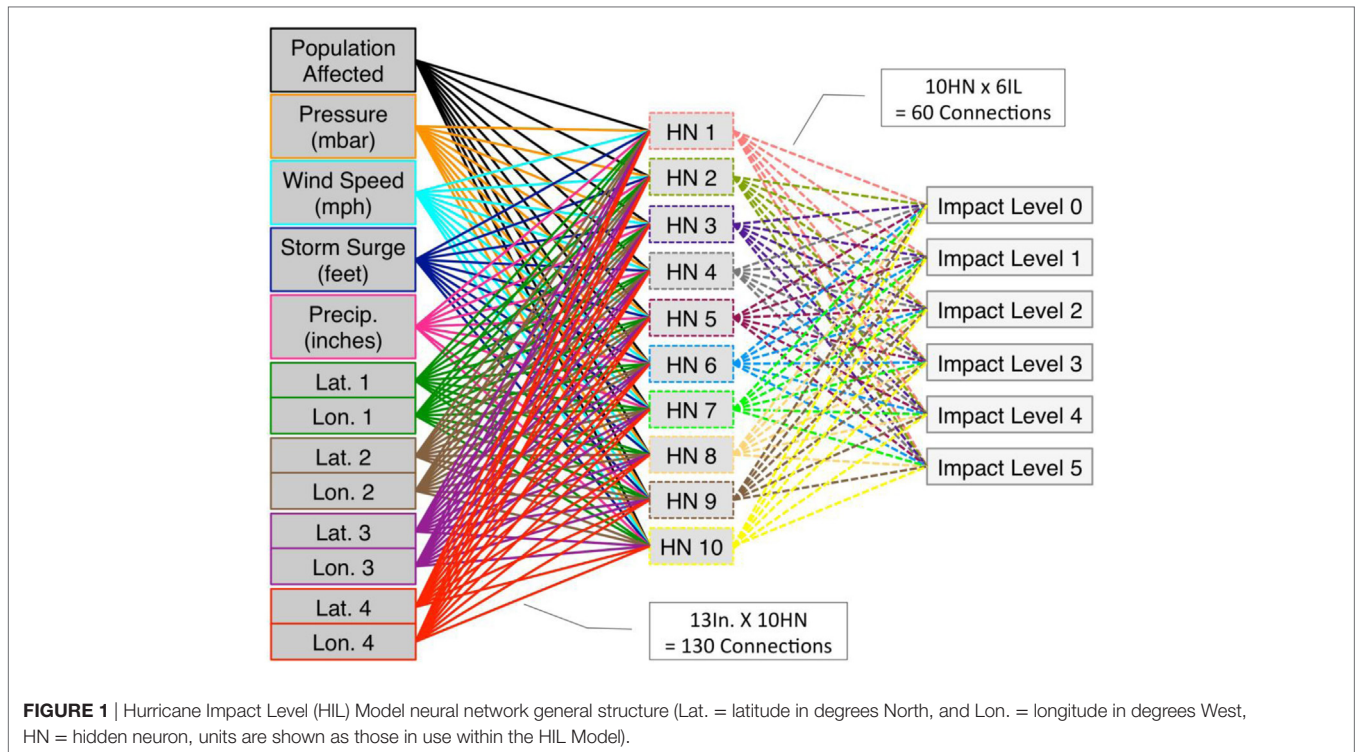 Population
Affected
Pressure
(mbar)
Wind Speed
(mph)
Storm Surge
(feet)
Precip.
(inches)
Lat. 1
Lon. 1
Lat. 2
Lon. 2
Lat. 3
Lon. 3
Lat. 4
Lon. 4
HN 1
HN 2
HN 3
HN 4
HN 5
HN 6
HN 7
HN 8
HN 9
HN 10
10HN x 6IL
= 60 Connections
13In. X 10HN
= 130 Connections
Impact Level 0
Impact Level 1
Impact Level 2
Impact Level 3
Impact Level 4
Impact Level 5
FIGURE 1 | Hurricane Impact Level (HIL) Model neural network general structure (Lat. = latitude in degrees North, and Lon. = longitude in degrees West,
HN = hidden neuron, units are shown as those in use within the HIL Model).